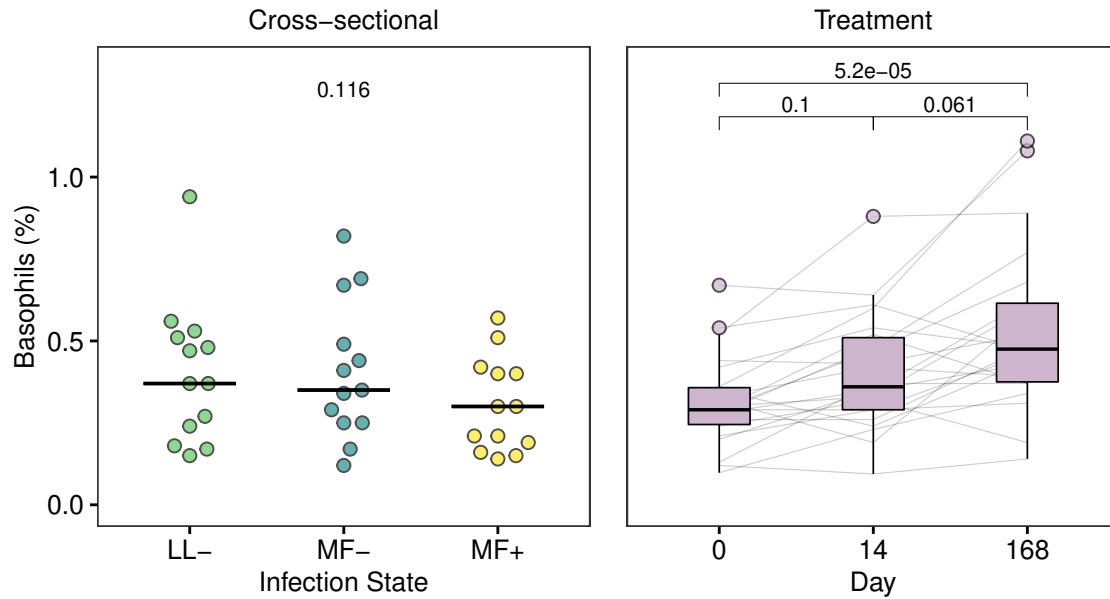 Cross−sectional
Treatment
0.116
5.2e−05
0.1
0.061
Basophils (%)
1.0
0.5
0.0
LL−
MF−
MF+
0
14
168
Infection State
Day